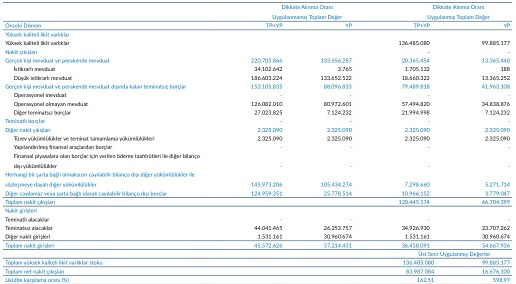 Dikkate Alınma Oranı Dikkate Alınma Oranı
Uygulanmamış Toplam Değer Uygulanmış Toplam Değer
Önceki Dönem TP+YP YP TP+YP YP
Yüksek kaliteli likit varlıklar
Yüksek kaliteli likit varlıklar 136.485.080 99.885.177
Nakit çıkışları - -
Gerçek kişi mevduat ve perakende mevduat 220.705.866 133.656.287 20.365.454 13.365.440
İstikrarlı mevduat 34.102.642 3.765 1.705.132 188
Düşük istikrarlı mevduat 186.603.224 133.652.522 18.660.322 13.365.252
Gerçek kişi mevduat ve perakende mevduat dışında kalan teminatsız borçlar 153.105.835 88.096.833 79.489.818 41.963.108
Operasyonel mevduat - - - -
Operasyonel olmayan mevduat 126.082.010 80.972.601 57.494.820 34.838.876
Diğer teminatsız borçlar 27.023.825 7.124.232 21.994.998 7.124.232
Teminatlı borçlar - -
Diğer nakit çıkışları 2.325.090 2.325.090 2.325.090 2.325.090
Türev yükümlülükler ve teminat tamamlama yükümlülükleri 2.325.090 2.325.090 2.325.090 2.325.090
Yapılandırılmış finansal araçlardan borçlar - - - -
Finansal piyasalara olan borçlar için verilen ödeme taahhütleri ile diğer bilanço
dışı yükümlülükler - - - -
Herhangi bir şarta bağlı olmaksızın cayılabilir bilanço dışı diğer yükümlülükler ile
sözleşmeye dayalı diğer yükümlülükler 145.973.206 105.434.274 7.298.660 5.271.714
Diğer cayılamaz veya şarta bağlı olarak cayılabilir bilanço dışı borçlar 124.959.351 25.778.514 10.966.152 3.779.047
Toplam nakit çıkışları 120.445.174 66.704.399
Nakit girişleri
Teminatlı alacaklar - - - -
Teminatsız alacaklar 44.041.465 26.253.757 34.926.930 23.707.262
Diğer nakit girişleri 1.531.161 30.960.674 1.531.161 30.960.674
Toplam nakit girişleri 45.572.626 57.214.431 36.458.091 54.667.936
Üst Sınır Uygulanmış Değerler
Toplam yüksek kaliteli likit varlıklar stoku 136.485.080 99.885.177
Toplam net nakit çıkışları 83.987.084 16.676.100
Likidite karşılama oranı (%) 162,51 598,97